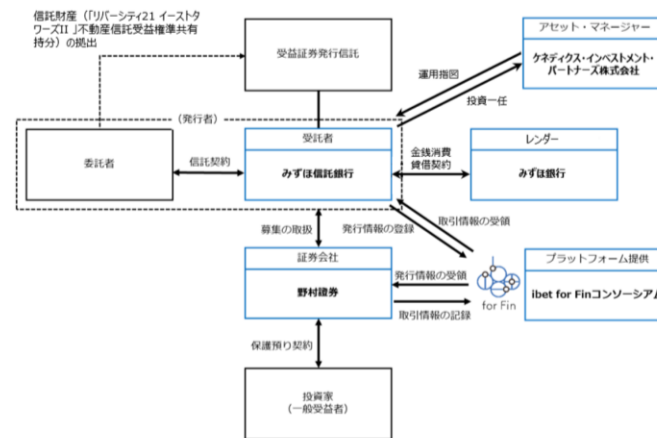 信託財産（「リバーシティ21 イーストタ
ワーズII 」不動産信託受益権準共有
持分）の拠出
受益証券発行信託
アセット・マネージャー
ケネディクス・インベストメント・
パートナーズ株式会社
運用指図
投資一任
（発行者）
委託者
信託契約
受託者
みずほ信託銀行
金銭消費
貸借契約
レンダー
みずほ銀行
募集の取扱
発行情報の登録
取引情報の受領
証券会社
野村證券
発行情報の受領
取引情報の記録
for Fin
プラットフォーム提供
ibet for Finコンソーシアム
保護預り契約
投資家
（一般受益者）